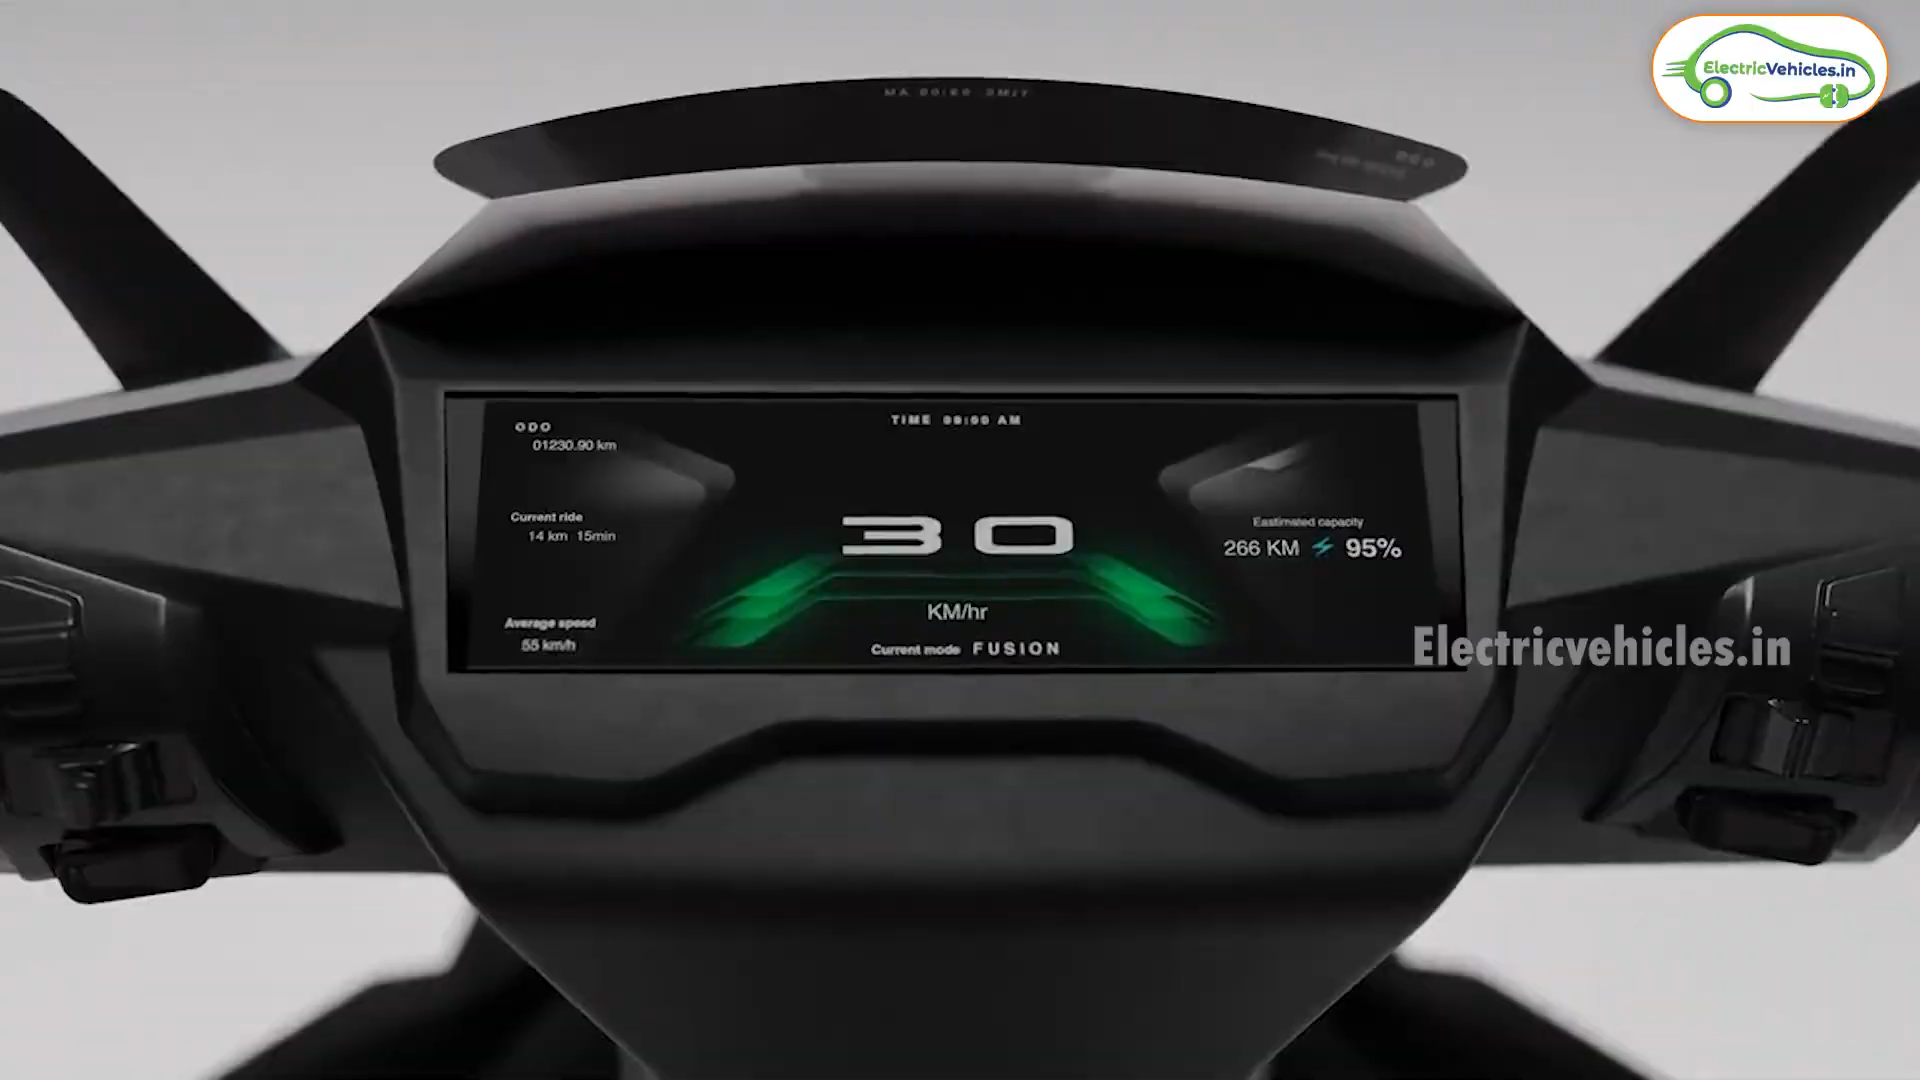 ElectricVehicles.in
TIME 09:00 AM
ODO
01230.90 km
Current ride
14 km 15min
Average speed
55 km/h
30
KM/hr
Current mode FUSION
Eastimated capacity
266 KM 95%
Electricvehicles.in